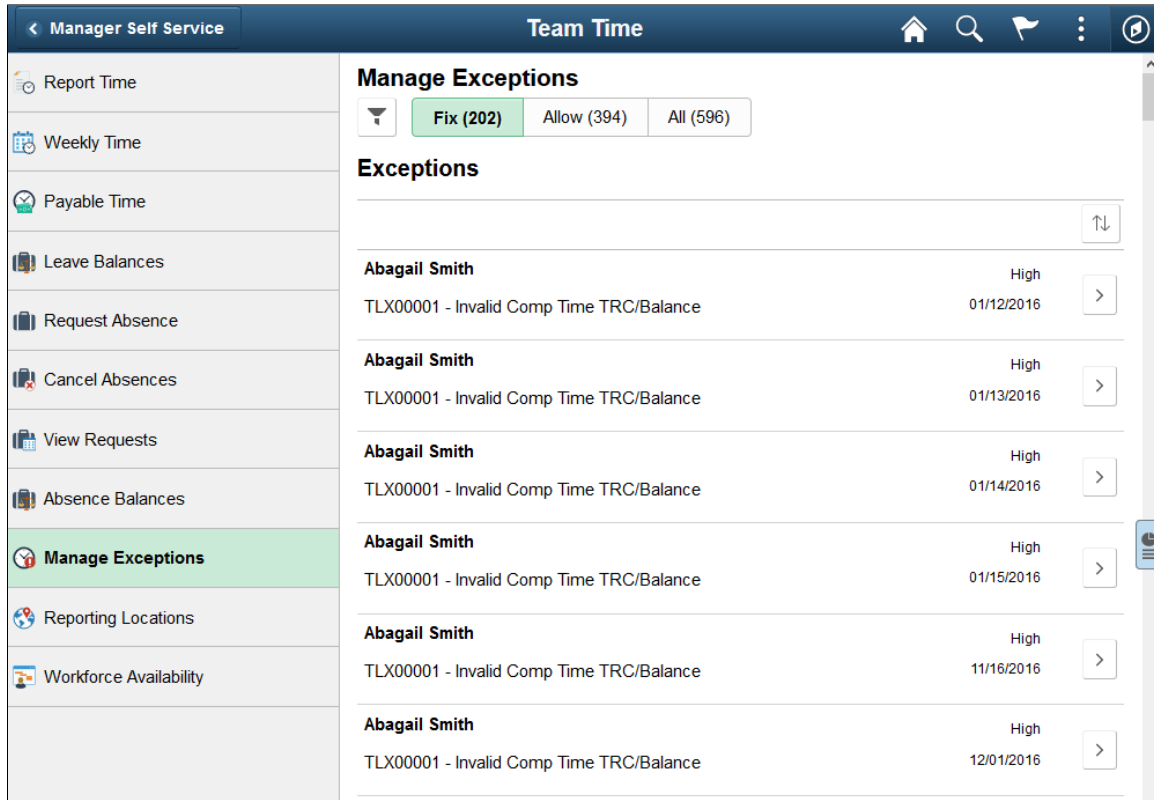 Manager Self Service
Team Time
Report Time
Weekly Time
Payable Time
Leave Balances
Request Absence
Cancel Absences
View Requests
Absence Balances
Manage Exceptions
Reporting Locations
Workforce Availability
Manage Exceptions
Fix (202) Allow (394) All (596)
Exceptions
Abagail Smith
High
TLX00001 - Invalid Comp Time TRC/Balance
01/12/2016
Abagail Smith
High
TLX00001 - Invalid Comp Time TRC/Balance
01/13/2016
Abagail Smith
High
TLX00001 - Invalid Comp Time TRC/Balance
01/14/2016
Abagail Smith
High
TLX00001 - Invalid Comp Time TRC/Balance
01/15/2016
Abagail Smith
High
TLX00001 - Invalid Comp Time TRC/Balance
11/16/2016
Abagail Smith
High
TLX00001 - Invalid Comp Time TRC/Balance
12/01/2016